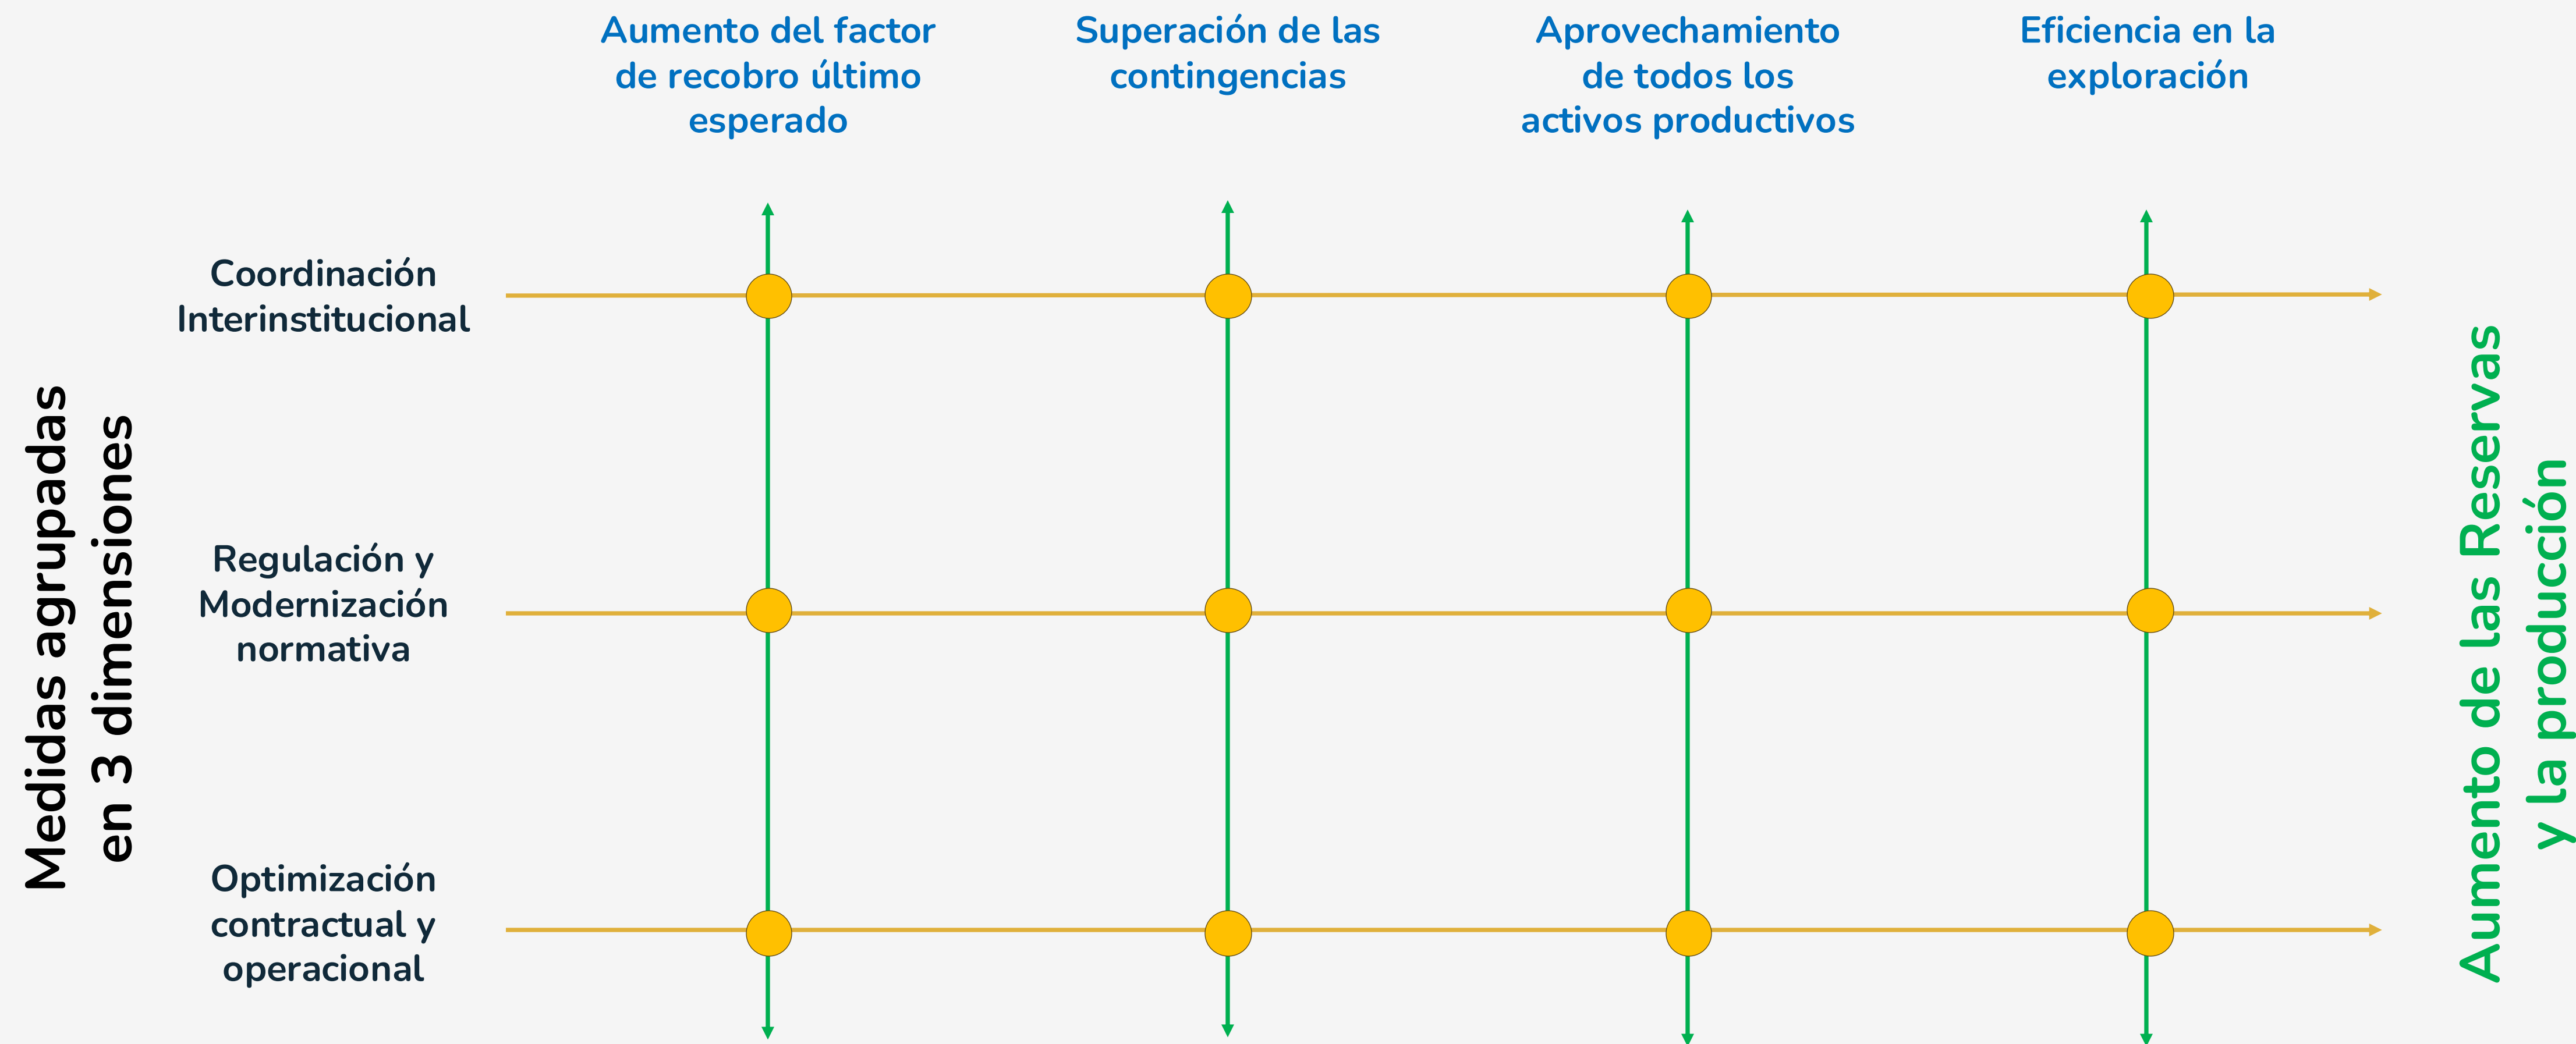 Aumento del factor
de recobro último
esperado
Superación de las
contingencias
Aprovechamiento
de todos los
activos productivos
Eficiencia en la
exploración
Medidas agrupadas
en 3 dimensiones
Coordinación
Interinstitucional
Regulación y
Modernización
normativa
Optimización
contractual y
operacional
Aumento de las Reservas
y la producción